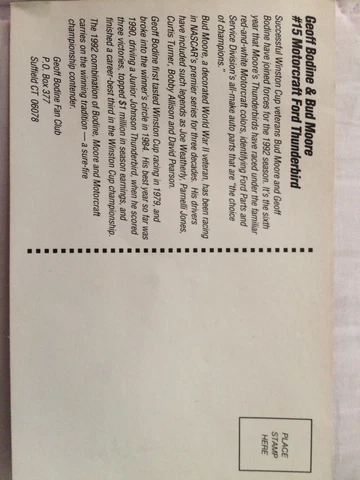 Geoff Bodine & Bud Moore
#15 Motorcraft Ford Thunderbird
Successful Winston Cup veterans Bud Moore and Geoff
Bodine have joined forces for the 1992 season. It's the sixth
year that Moore's Thunderbirds have raced under the familiar
red-and-white Motorcraft colors, identifying Ford Parts and
Service Division's all-make auto parts that are "the choice
of champions."
Bud Moore, a decorated World War II veteran, has been racing
in NASCAR's premier series for three decades. His drivers
have included such legends as Joe Weatherly, Parnelli Jones,
Curtis Turner, Bobby Allison and David Pearson.
Geoff Bodine first tasted Winston Cup racing in 1979, and
broke into the winner's circle in 1984. His best year so far was
1990, driving a Junior Johnson Thunderbird, when he scored
three victories, topped $1 million in season earnings, and
finished a career-best third in the Winston Cup championship.
The 1992 combination of Bodine, Moore and Motorcraft
carries on the winning tradition — a sure-fire
championship contender.
Geoff Bodine Fan Club
P.O. Box 377
Suffield CT 06078
PLACE
STAMP
HERE